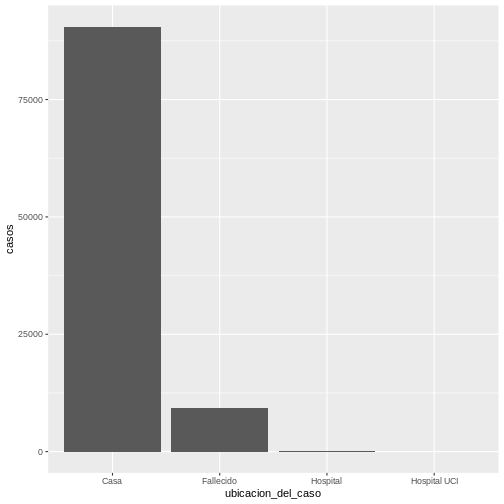 casos
75000
50000
25000
0
Casa Fallecido Hospital Hospital UCI
ubicacion_del_caso